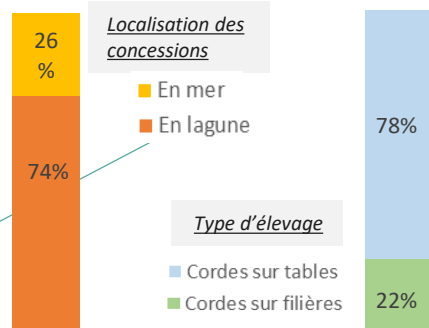 26
%
74%
Localisation des
concessions
En mer
En lagune
Type d’élevage
Cordes sur tables
Cordes sur filières
78%
22%